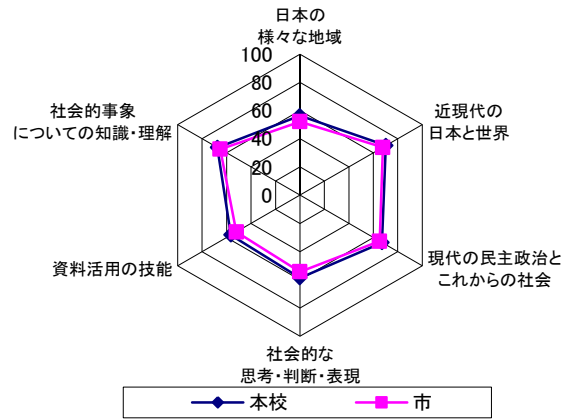 日本の
様々な地域
100
80
60
40
20
0
近現代の
日本と世界
現代の民主政治と
これからの社会
社会的な
思考・判断・表現
資料活用の技能
社会的事象
についての知識・理解
本校
市